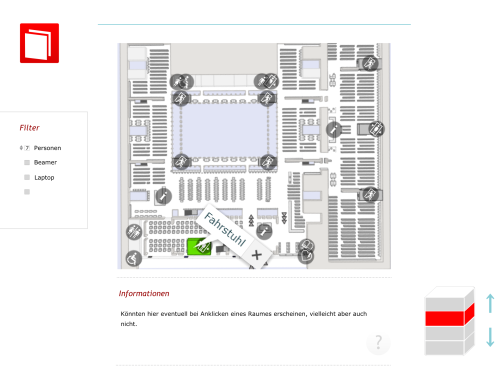 Filter
7 Personen
Beamer
Laptop
Fahrstuhl
Informationen
Könnten hier eventuell bei Anklicken eines Raumes erscheinen, vielleicht aber auch
nicht.
?